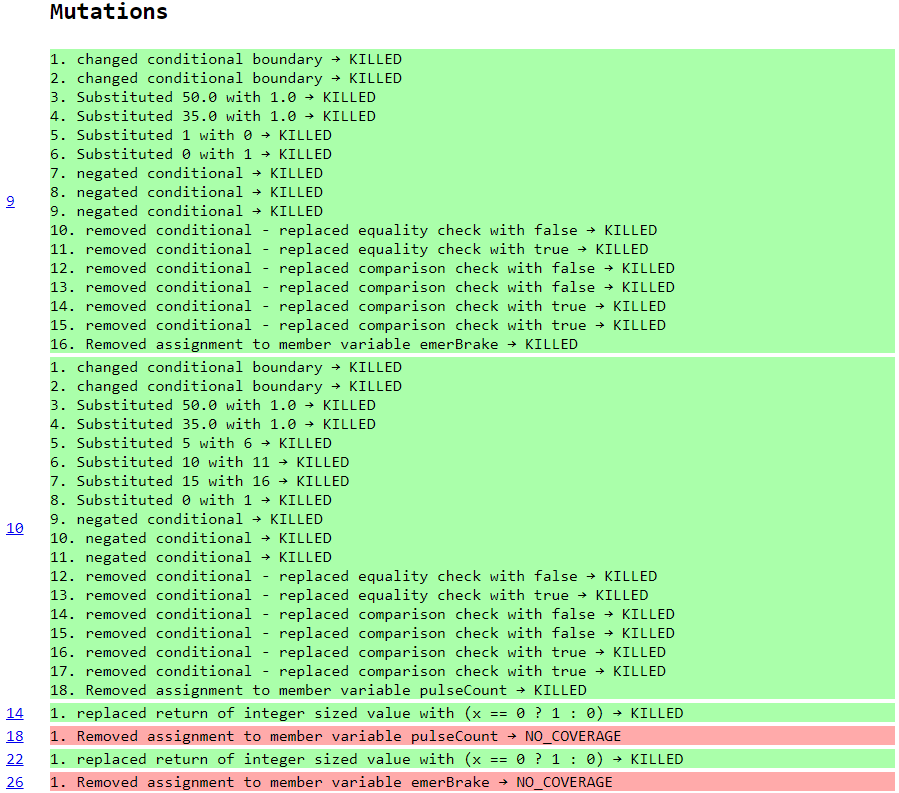 Mutations
9
1. changed conditional boundary → KILLED
2. changed conditional boundary → KILLED
3. Substituted 50.0 with 1.0 → KILLED
4. Substituted 35.0 with 1.0 → KILLED
5. Substituted 1 with 0 → KILLED
6. Substituted 0 with 1 → KILLED
7. negated conditional → KILLED
8. negated conditional → KILLED
9. negated conditional → KILLED
10. removed conditional - replaced equality check with false → KILLED
11. removed conditional - replaced equality check with true → KILLED
12. removed conditional - replaced comparison check with false → KILLED
13. removed conditional - replaced comparison check with false → KILLED
14. removed conditional - replaced comparison check with true → KILLED
15. removed conditional - replaced comparison check with true → KILLED
16. Removed assignment to member variable emerBrake → KILLED
10
1. changed conditional boundary → KILLED
2. changed conditional boundary → KILLED
3. Substituted 50.0 with 1.0 → KILLED
4. Substituted 35.0 with 1.0 → KILLED
5. Substituted 5 with 6 → KILLED
6. Substituted 10 with 11 → KILLED
7. Substituted 15 with 16 → KILLED
8. Substituted 0 with 1 → KILLED
9. negated conditional → KILLED
10. negated conditional → KILLED
11. negated conditional → KILLED
12. removed conditional - replaced equality check with false → KILLED
13. removed conditional - replaced equality check with true → KILLED
14. removed conditional - replaced comparison check with false → KILLED
15. removed conditional - replaced comparison check with false → KILLED
16. removed conditional - replaced comparison check with true → KILLED
17. removed conditional - replaced comparison check with true → KILLED
18. Removed assignment to member variable pulseCount → KILLED
14 1. replaced return of integer sized value with (x == 0 ? 1 : 0) → KILLED
18 1. Removed assignment to member variable pulseCount → NO_COVERAGE
22 1. replaced return of integer sized value with (x == 0 ? 1 : 0) → KILLED
26 1. Removed assignment to member variable emerBrake → NO_COVERAGE